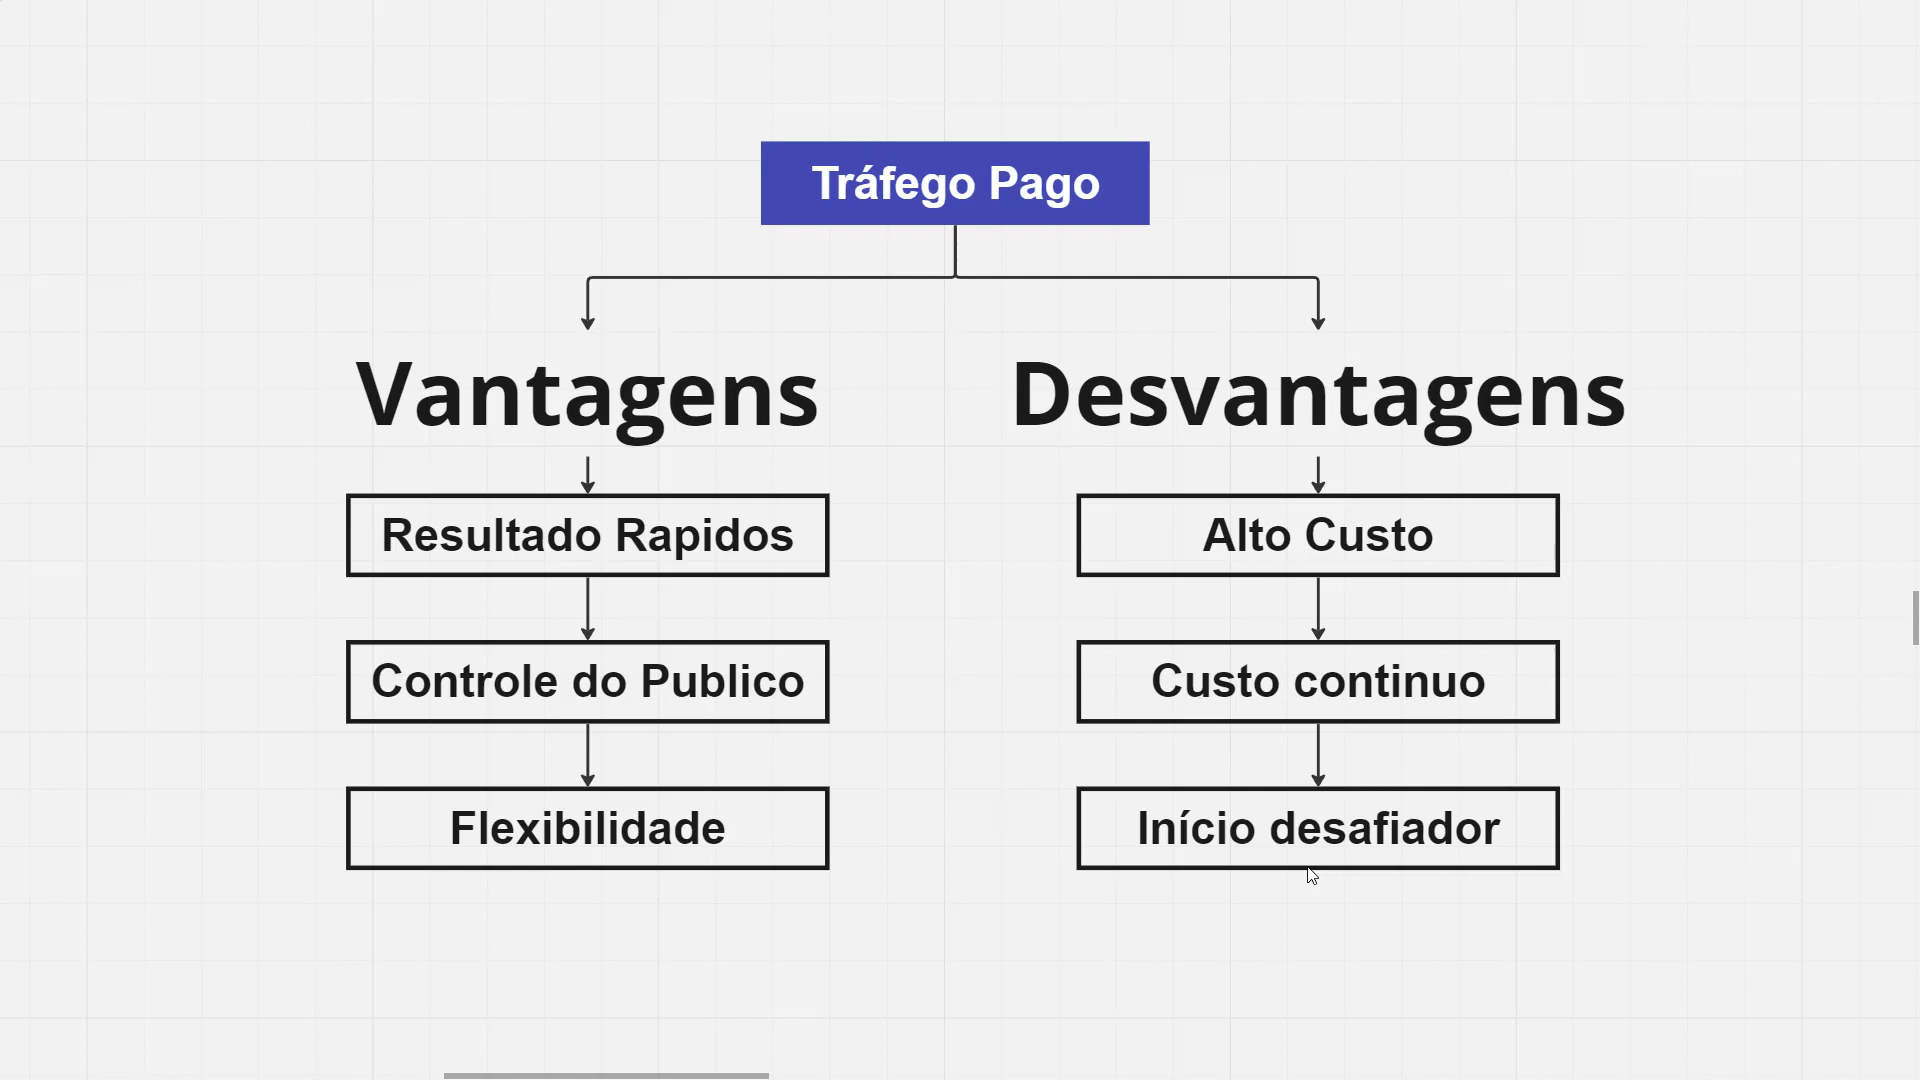 Tráfego Pago
Vantagens
Desvantagens
Resultado Rapidos
Alto Custo
Controle do Publico
Custo continuo
Flexibilidade
Início desafiador